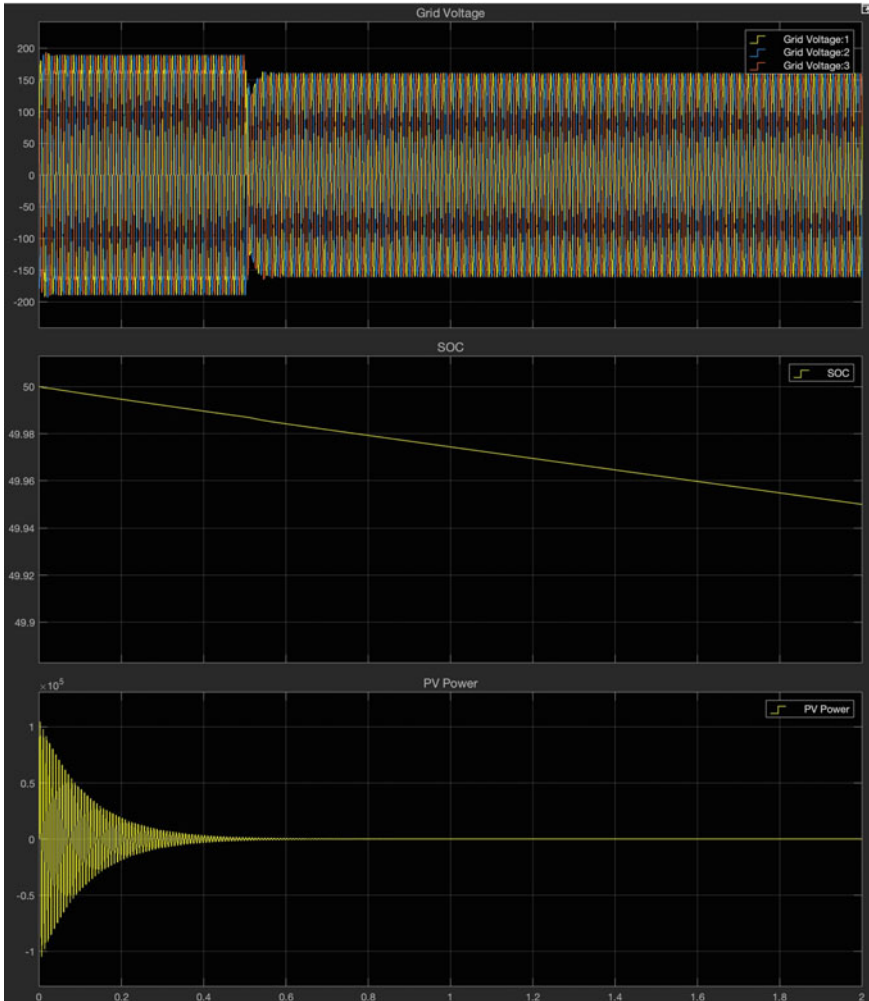 Grid Voltage
200
150
100
50
0
-50
-100
-150
-200
Grid Voltage:1
Grid Voltage:2
Grid Voltage:3
SOC
50
49.98
49.96
49.94
49.92
49.9
SOC
PV Power
×10⁵
1
0.5
0
-0.5
-1
PV Power
0 0.2 0.4 0.6 0.8 1 1.2 1.4 1.6 1.8 2